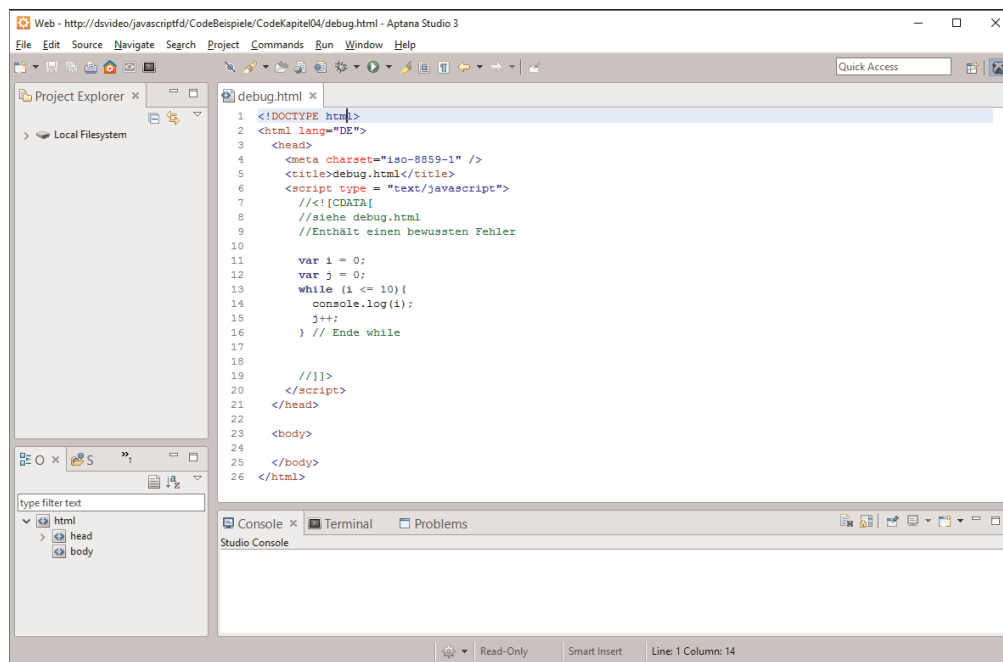 Web - http://dsvideo/javascriptfd/CodeBeispiele/CodeKapitel04/debug.html - Aptana Studio 3
File Edit Source Navigate Search Project Commands Run Window Help
Quick Access
Project Explorer
Local Filesystem
debug.html
1 <!DOCTYPE html>
2 <html lang="DE">
3 <head>
4 <meta charset="iso-8859-1" />
5 <title>debug.html</title>
6 <script type = "text/javascript">
7 //<![CDATA[
8 //siehe debug.html
9 //Enthält einen bewussten Fehler
10
11 var i = 0;
12 var j = 0;
13 while (i <= 10){
14 console.log(i);
15 j++;
16 } // Ende while
17
18
19 //]]>
20 </script>
21 </head>
22
23 <body>
24
25 </body>
26 </html>
O S »1
type filter text
html
head
body
Console Terminal Problems
Studio Console
Read-Only Smart Insert Line: 1 Column: 14